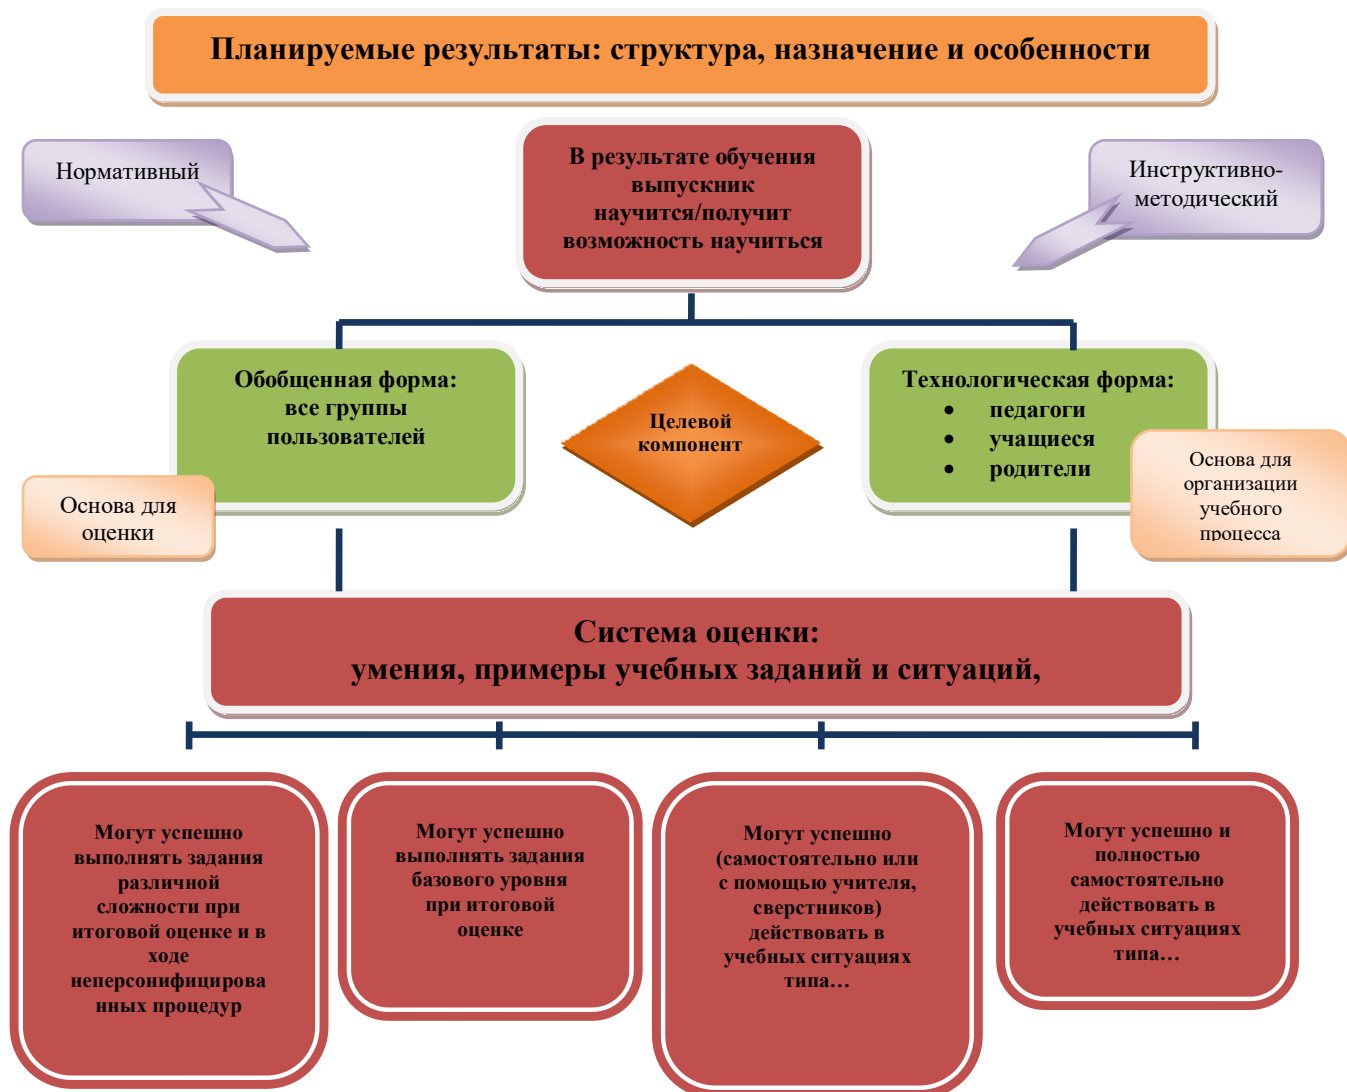 Планируемые результаты: структура, назначение и особенности
Нормативный
В результате обучения
выпускник
научится/получит
возможность научиться
Инструктивно-
методический
Обобщенная форма:
все группы
пользователей
Целевой
компонент
Технологическая форма:
• педагоги
• учащиеся
• родители
Основа для
оценки
Основа для
организации
учебного
процесса
Система оценки:
умения, примеры учебных заданий и ситуаций,
Могут успешно
выполнять задания
различной
сложности при
итоговой оценке и в
ходе
неперсонифицирова
нных процедур
Могут успешно
выполнять задания
базового уровня
при итоговой
оценке
Могут успешно
(самостоятельно или
с помощью учителя,
сверстников)
действовать в
учебных ситуациях
типа…
Могут успешно и
полностью
самостоятельно
действовать в
учебных ситуациях
типа…